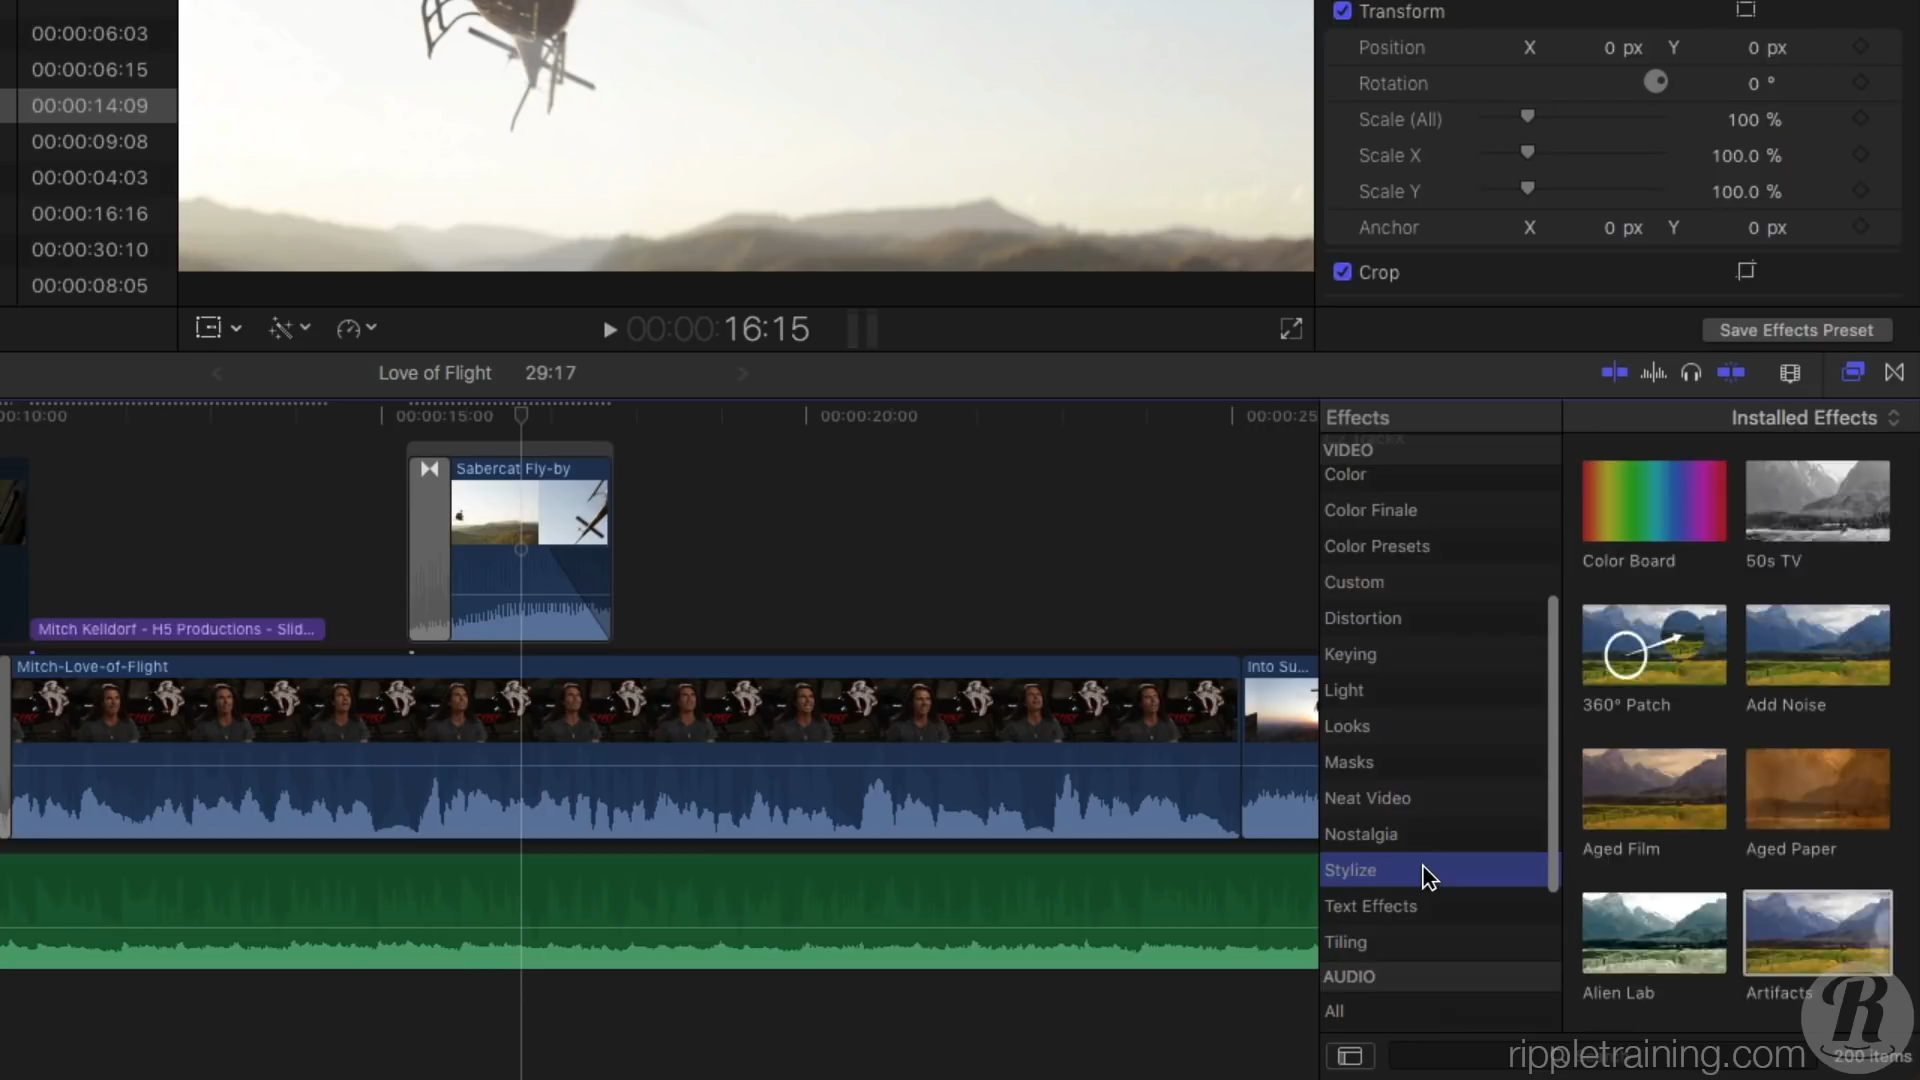 00:00:06:03
00:00:06:15
00:00:14:09
00:00:09:08
00:00:04:03
00:00:16:16
00:00:30:10
00:00:08:05
Transform
Position X 0 px Y 0 px
Rotation 0 °
Scale (All) 100 %
Scale X 100.0 %
Scale Y 100.0 %
Anchor X 0 px Y 0 px
Crop
00:00:16:15
Save Effects Preset
Love of Flight 29:17
00:10:00 00:00:15:00 00:00:20:00 00:00:25
Sabercat Fly-by
Mitch Kelldorf - H5 Productions - Slid...
Mitch-Love-of-Flight
Into Su...
Effects
VIDEO
Color
Color Finale
Color Presets
Custom
Distortion
Keying
Light
Looks
Masks
Neat Video
Nostalgia
Stylize
Text Effects
Tiling
AUDIO
All
Installed Effects
Color Board
50s TV
360° Patch
Add Noise
Aged Film
Aged Paper
Alien Lab
Artifacts
R
rippletraining.com
200 items